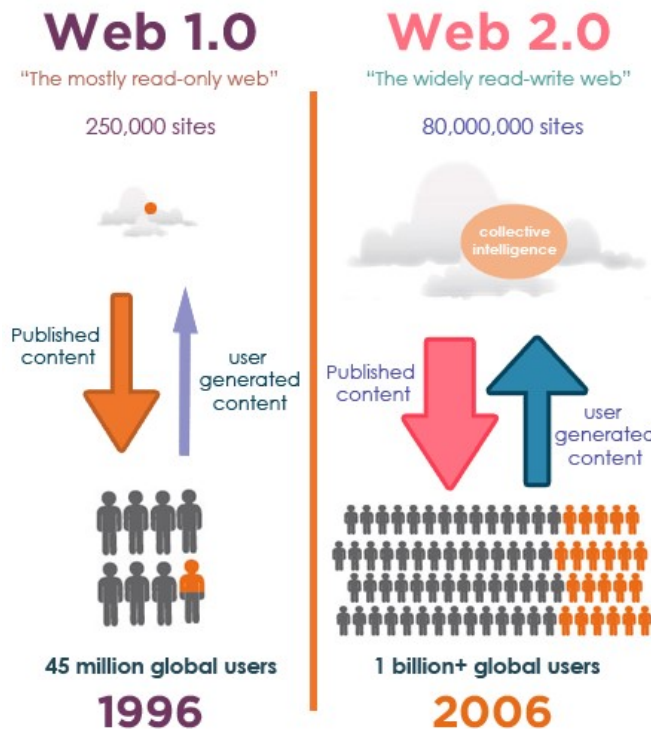 Web 1.0
“The mostly read-only web”
250,000 sites
Published
content
user
generated
content
45 million global users
1996
Web 2.0
“The widely read-write web”
80,000,000 sites
collective
intelligence
Published
content
user
generated
content
1 billion+ global users
2006